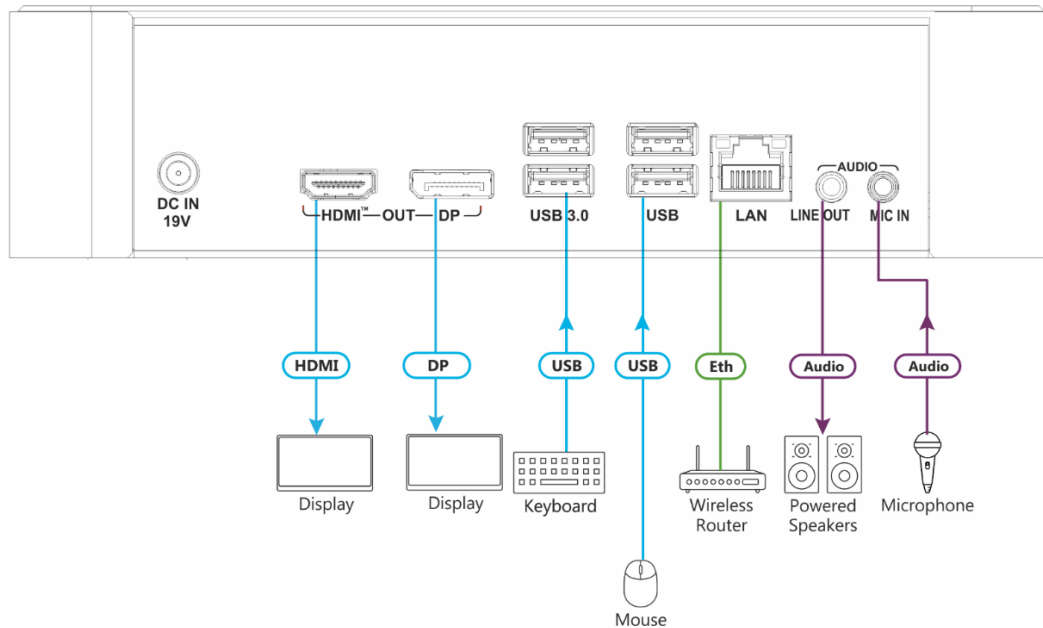 DC IN
19V
HDMI™ OUT DP
USB 3.0
USB
LAN
AUDIO
LINE OUT
MIC IN
HDMI
DP
USB
USB
Eth
Audio
Audio
Display
Display
Keyboard
Wireless
Router
Powered
Speakers
Microphone
Mouse